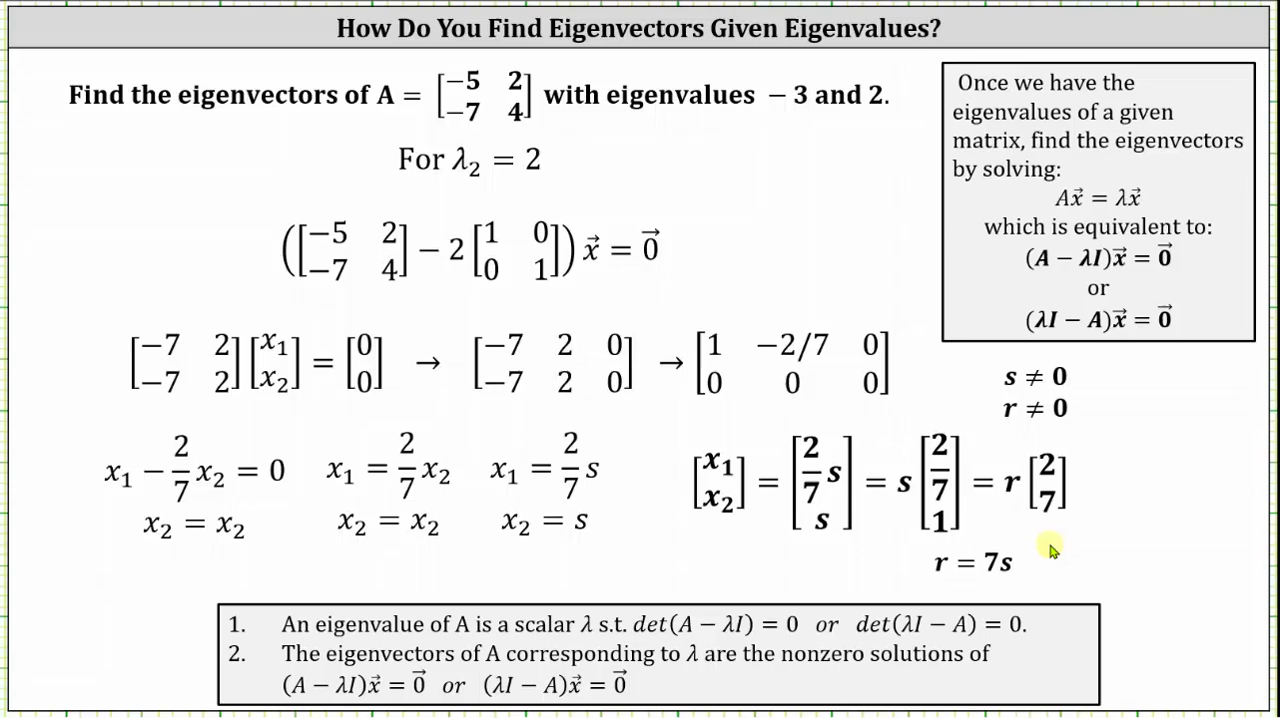 How Do You Find Eigenvectors Given Eigenvalues?
Find the eigenvectors of A = [−5 2; −7 4] with eigenvalues − 3 and 2.
For λ₂ = 2
([−5 2; −7 4] − 2 [1 0; 0 1]) x⃗ = 0⃗
[−7 2; −7 2] [x₁; x₂] = [0; 0] → [−7 2 0; −7 2 0] → [1 −2/7 0; 0 0 0]
x₁ − 2/7 x₂ = 0   x₁ = 2/7 x₂   x₁ = 2/7 s
x₂ = x₂   x₂ = x₂   x₂ = s
[x₁; x₂] = [2/7 s; s] = s [2/7; 1] = r [2; 7]
r = 7s
Once we have the
eigenvalues of a given
matrix, find the eigenvectors
by solving:
Ax⃗ = λx⃗
which is equivalent to:
(A − λI)x⃗ = 0⃗
or
(λI − A)x⃗ = 0⃗
s ≠ 0
r ≠ 0
1. An eigenvalue of A is a scalar λ s.t. det(A − λI) = 0 or det(λI − A) = 0.
2. The eigenvectors of A corresponding to λ are the nonzero solutions of
(A − λI)x⃗ = 0⃗ or (λI − A)x⃗ = 0⃗